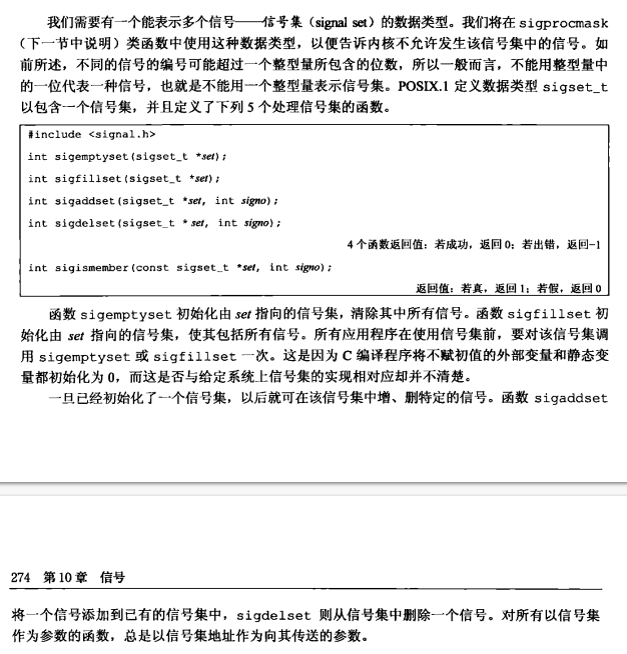 我们需要有一个能表示多个信号——信号集（signal set）的数据类型。我们将在 sigprocmask
（下一节中说明）类函数中使用这种数据类型，以便告诉内核不允许发生该信号集中的信号。如
前所述，不同的信号的编号可能超过一个整型量所包含的位数，所以一般而言，不能用整型量中
的一位代表一种信号，也就是不能用一个整型量表示信号集。POSIX.1 定义数据类型 sigset_t
以包含一个信号集，并且定义了下列 5 个处理信号集的函数。
#include <signal.h>
int sigemptyset(sigset_t *set);
int sigfillset(sigset_t *set);
int sigaddset(sigset_t *set, int signo);
int sigdelset(sigset_t * set, int signo);
4 个函数返回值：若成功，返回 0；若出错，返回−1
int sigismember(const sigset_t *set, int signo);
返回值：若真，返回 1；若假，返回 0
函数 sigemptyset 初始化由 set 指向的信号集，清除其中所有信号。函数 sigfillset 初
始化由 set 指向的信号集，使其包括所有信号。所有应用程序在使用信号集前，要对该信号集调
用 sigemptyset 或 sigfillset 一次。这是因为 C 编译程序将不赋初值的外部变量和静态变
量都初始化为 0，而这是否与给定系统上信号集的实现相对应却并不清楚。
一旦已经初始化了一个信号集，以后就可在该信号集中增、删特定的信号。函数 sigaddset
274 第 10 章 信号
将一个信号添加到已有的信号集中，sigdelset 则从信号集中删除一个信号。对所有以信号集
作为参数的函数，总是以信号集地址作为向其传送的参数。